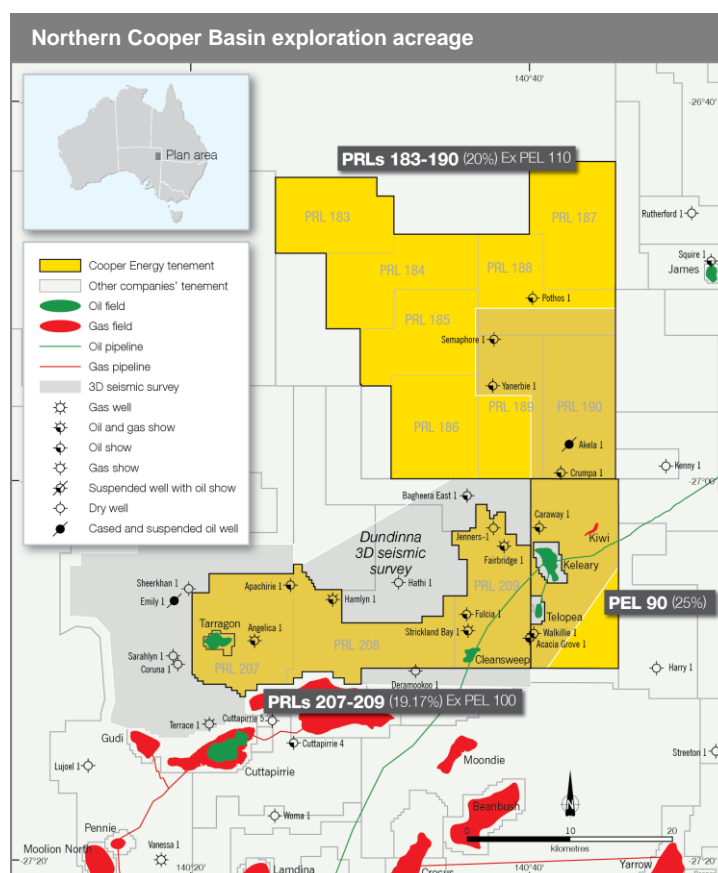 Northern Cooper Basin exploration acreage
140°40'
-26°40'
Plan area
PRLs 183-190 (20%) Ex PEL 110
PRL 183
PRL 187
Rutherford 1
PRL 184
PRL 188
Squire 1
James
Pothos 1
PRL 185
Semaphore 1
Yanerbie 1
PRL 189
PRL 190
PRL 186
Akela 1
Crumpa 1
Kenny 1
-27°00'
Cooper Energy tenement
Other companies' tenement
Oil field
Gas field
Oil pipeline
Gas pipeline
3D seismic survey
Gas well
Oil and gas show
Oil show
Gas show
Suspended well with oil show
Dry well
Cased and suspended oil well
Bagheera East 1
Dundinna
3D seismic
survey
Jenners-1
Caraway 1
Kiwi
Fairbridge 1
Keleary
Sheerkhan 1
Emily 1
Apachirie 1
Hathi 1
Hamlyn 1
PRL 209
PEL 90 (25%)
Tarragon
Angelica 1
Fulcia 1
Telopea
Strickland Bay 1
Walkillie 1
Acacia Grove 1
Sarahlyn 1
Coruna 1
PRL 207
PRL 208
Cleansweep
Harry 1
Deramookoo 1
PRLs 207-209 (19.17%) Ex PEL 100
Terrace 1
Cuttapirrie 5
Cuttapirrie 4
Gudi
Lujoel 1
Cuttapirrie
Moondie
Streeton 1
Beanbush
N
Woma 1
Pennie
Vanessa 1
Moolion North
0
10
20
kilometres
-27°20'
140°20'
140°40'
Lamdina
Crocus
Yarrow